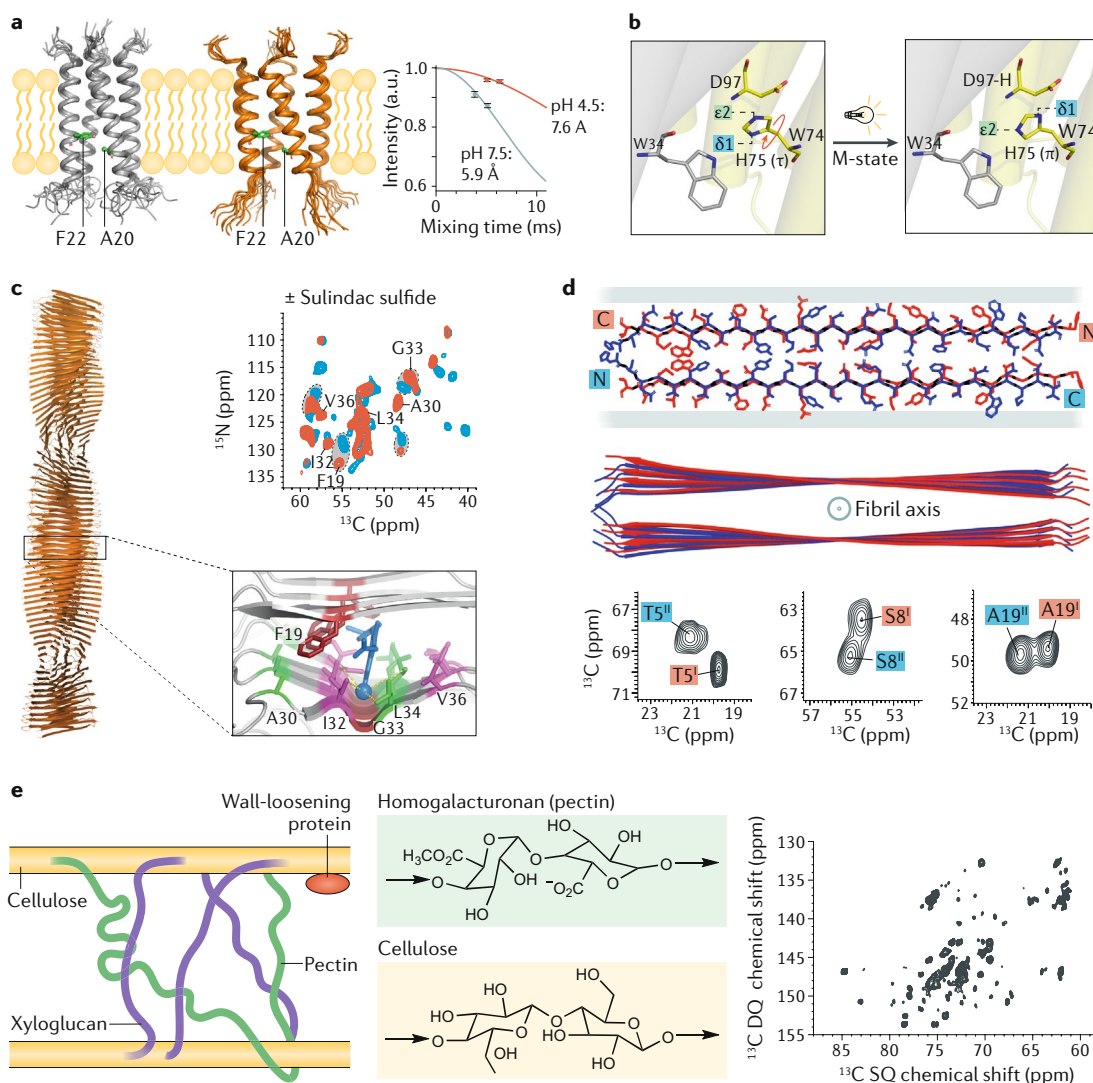 a
F22
A20
F22
A20
Intensity (a.u.)
1.0
0.8
0.6
pH 4.5:
7.6 Å
pH 7.5:
5.9 Å
0
5
10
Mixing time (ms)
b
D97
ε2
δ1
W34
W74
H75 (τ)
M-state
D97-H
δ1
ε2
W34
W74
H75 (π)
c
± Sulindac sulfide
15N (ppm)
110
115
120
125
130
135
G33
V36
L34
A30
I32
F19
60
55
50
45
40
13C (ppm)
F19
A30
I32
G33
L34
V36
d
C
N
N
C
Fibril axis
13C (ppm)
67
69
71
T5II
T5I
23
21
19
13C (ppm)
63
65
67
S8I
S8II
57
55
53
13C (ppm)
48
50
52
A19II
A19I
23
21
19
13C (ppm)
e
Wall-loosening
protein
Cellulose
Pectin
Xyloglucan
Homogalacturonan (pectin)
H3CO2C
O
HO
OH
O
O
HO
OH
−O2C
O
O
Cellulose
HO
OH
O
O
OH
O
HO
O
HO
HO
O
O
13C DQ chemical shift (ppm)
130
135
140
145
150
155
85
80
75
70
65
60
13C SQ chemical shift (ppm)